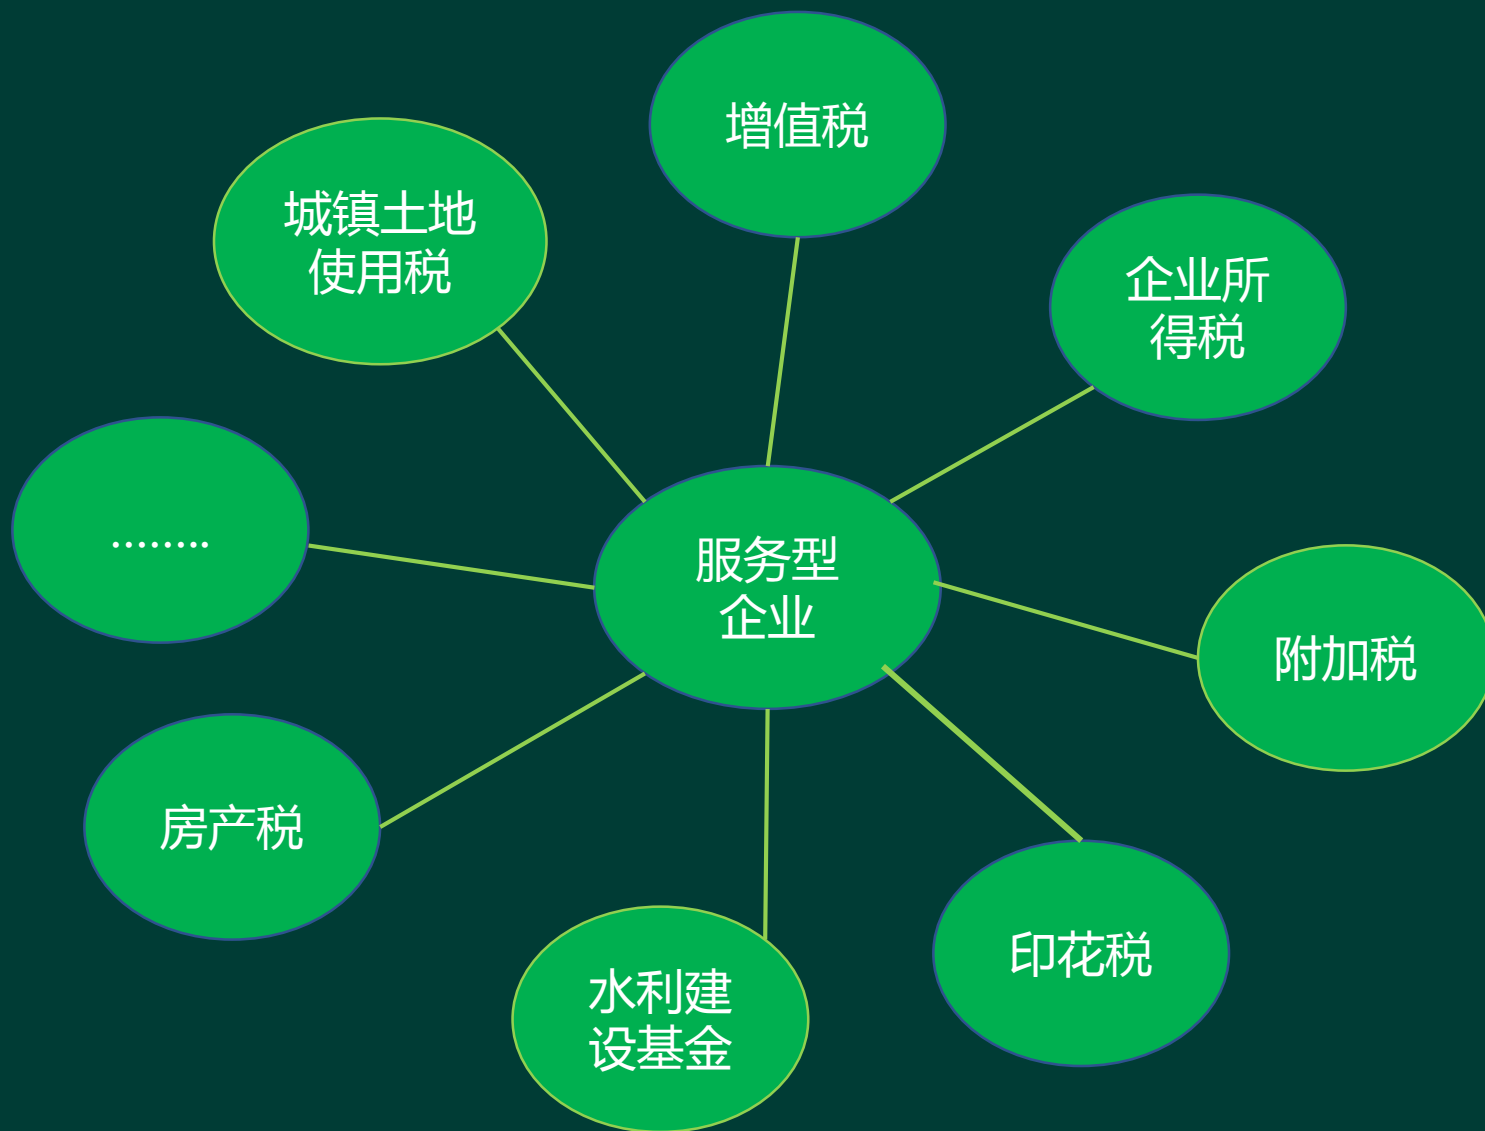 增值税
城镇土地
使用税
企业所
得税
........
服务型
企业
附加税
房产税
印花税
水利建
设基金